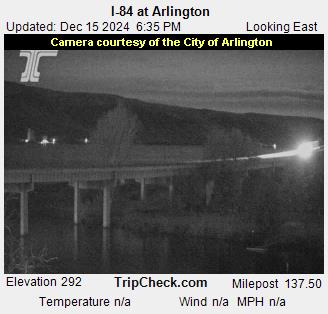 I-84 at Arlington
Updated: Dec 15 2024 6:35 PM Looking East
Camera courtesy of the City of Arlington
Elevation 292 TripCheck.com Milepost 137.50
Temperature n/a Wind n/a MPH n/a